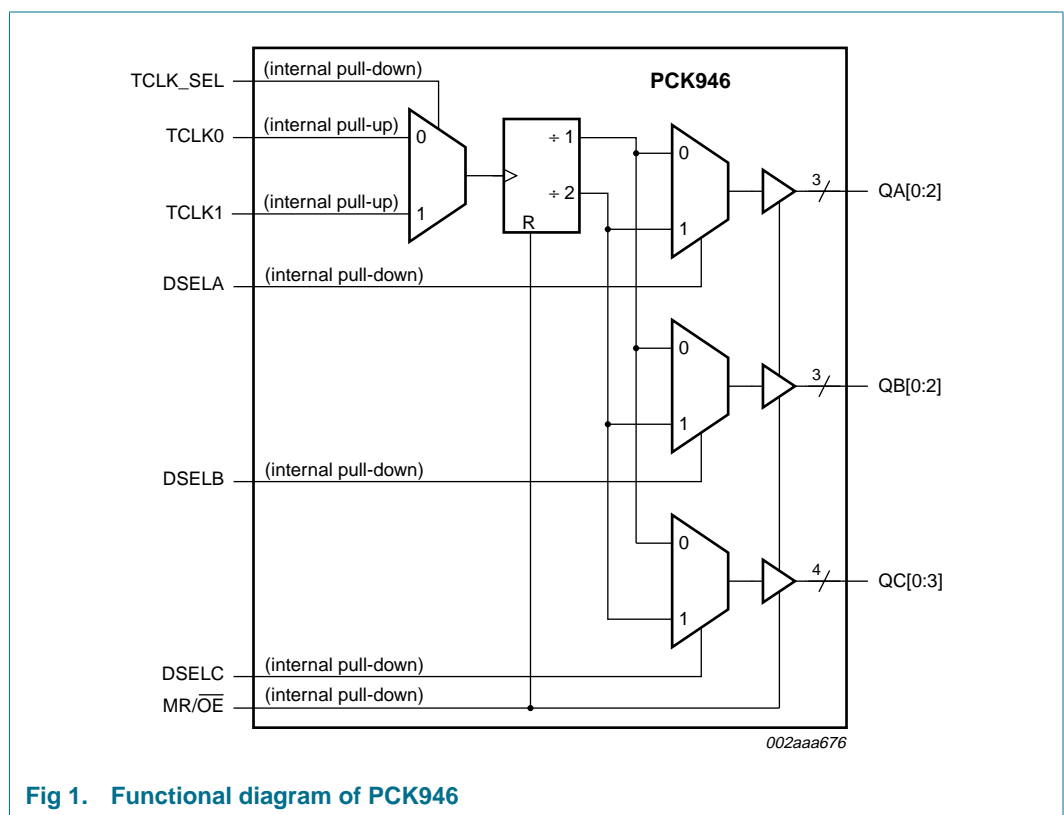 TCLK_SEL (internal pull-down) PCK946
TCLK0 (internal pull-up) 0 ÷ 1 0
3 QA[0:2]
÷ 2
TCLK1 (internal pull-up) 1 R 1
DSELA (internal pull-down)
0
3 QB[0:2]
1
DSELB (internal pull-down)
0
4 QC[0:3]
1
DSELC (internal pull-down)
MR/O̅E̅ (internal pull-down)
002aaa676
Fig 1. Functional diagram of PCK946